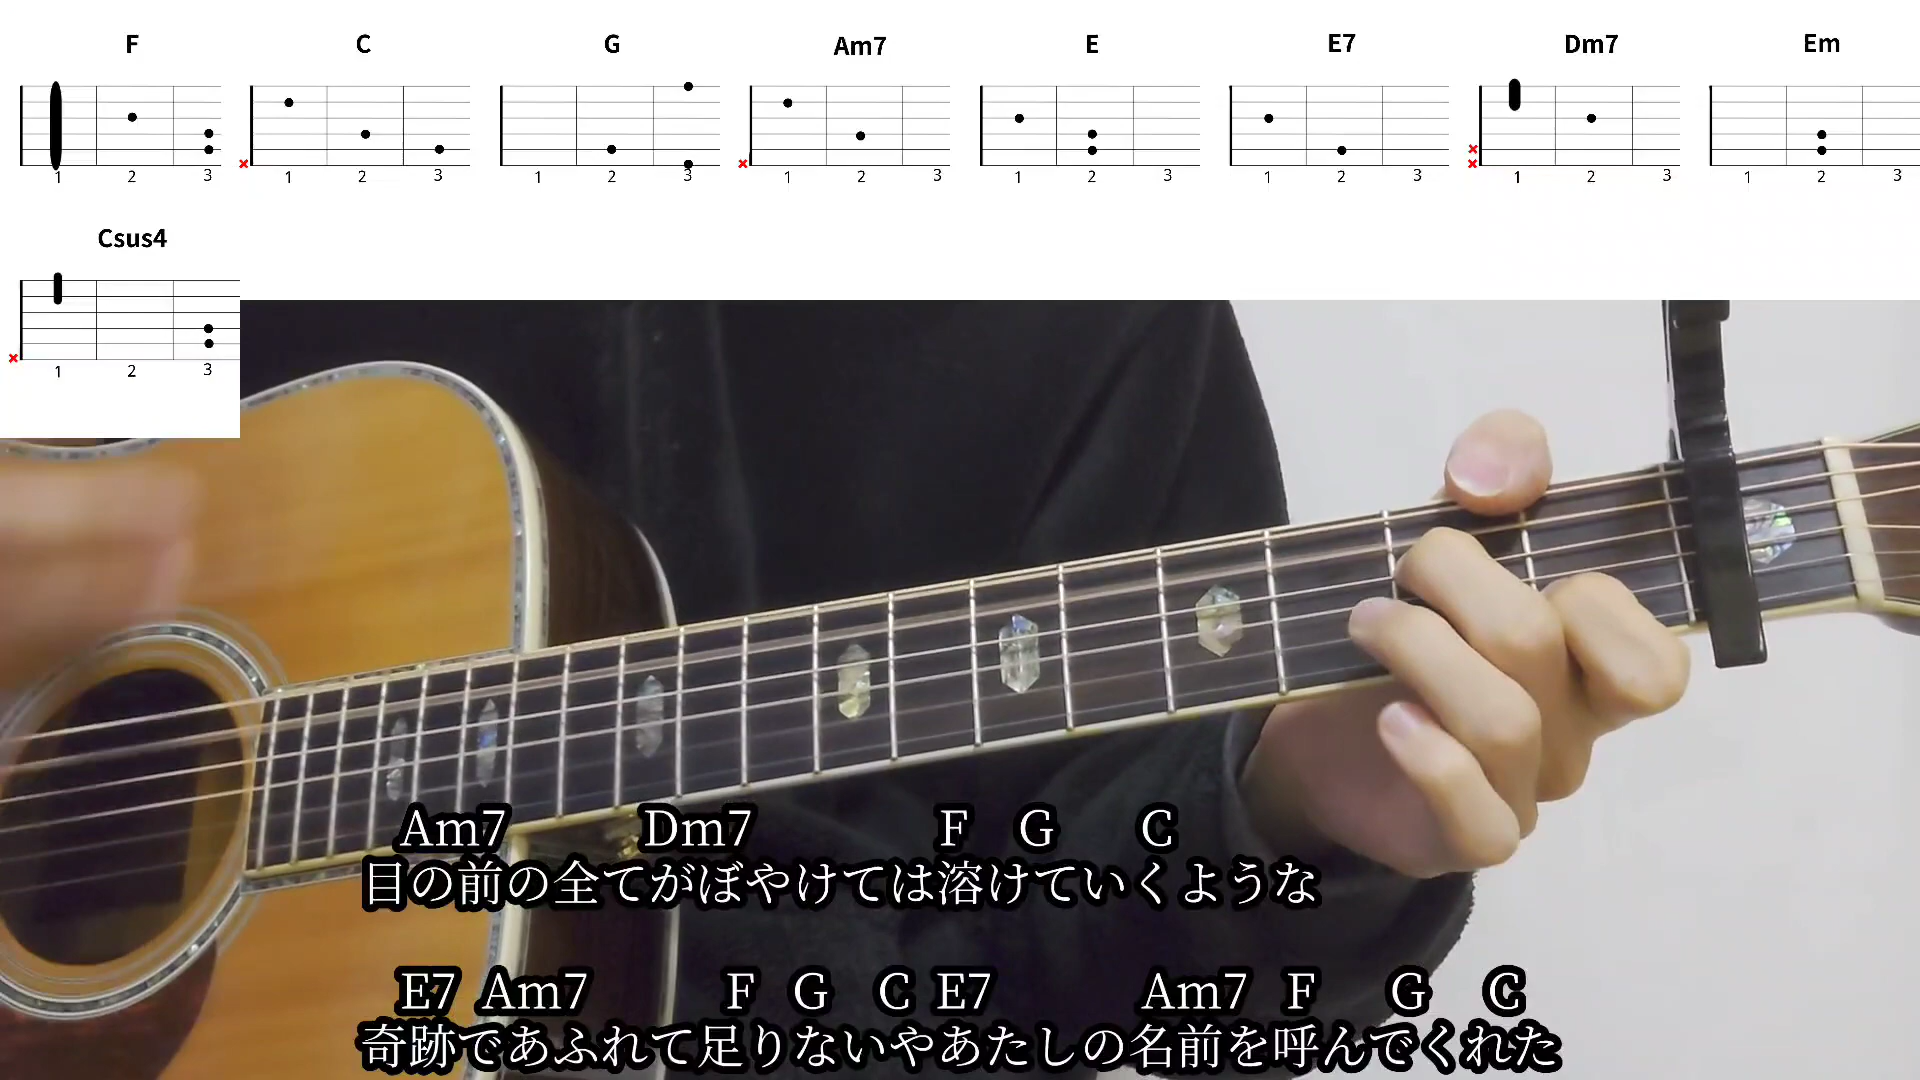 F C G Am7 E E7 Dm7 Em
1 2 3 × 1 2 3 1 2 3 × 1 2 3 1 2 3 1 2 3 × × 1 2 3 1 2 3
Csus4
× 1 2 3
Am7 Dm7 F G C
目の前の全てがぼやけては溶けていくような
E7 Am7 F G C E7 Am7 F G C
奇跡であふれて足りないやあたしの名前を呼んでくれた